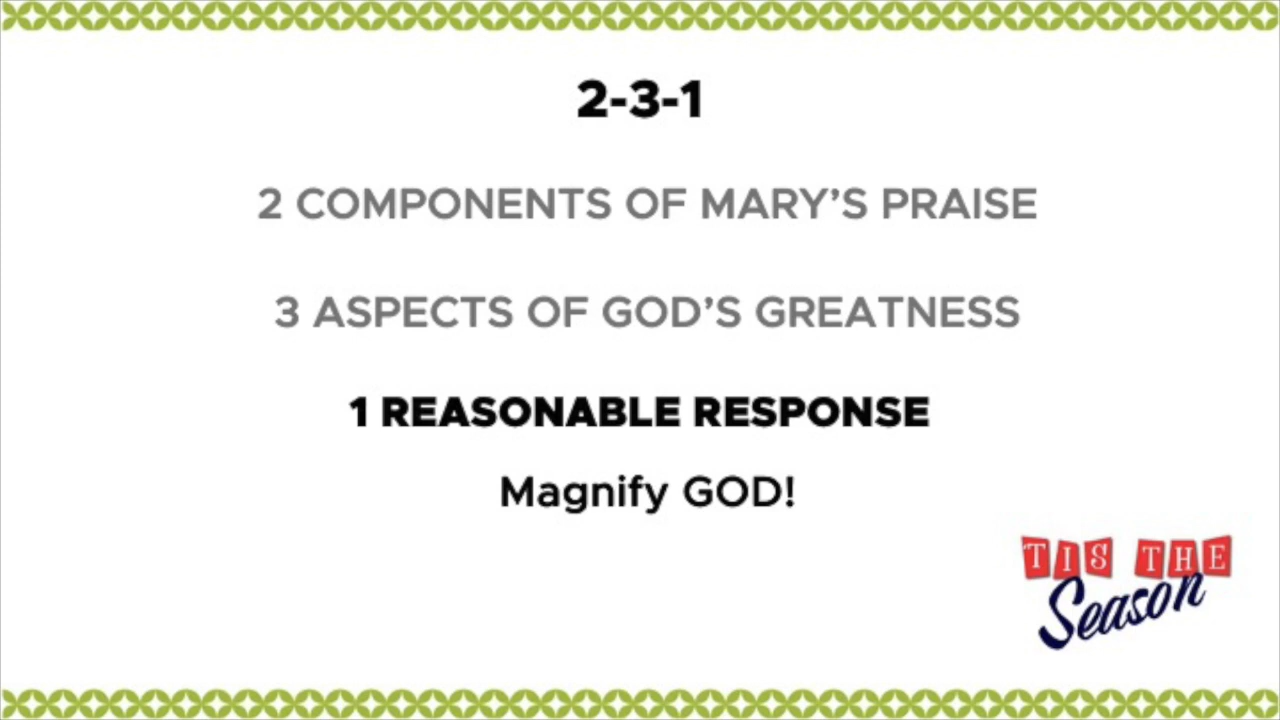 2-3-1
2 COMPONENTS OF MARY’S PRAISE
3 ASPECTS OF GOD’S GREATNESS
1 REASONABLE RESPONSE
Magnify GOD!
TIS THE
Season